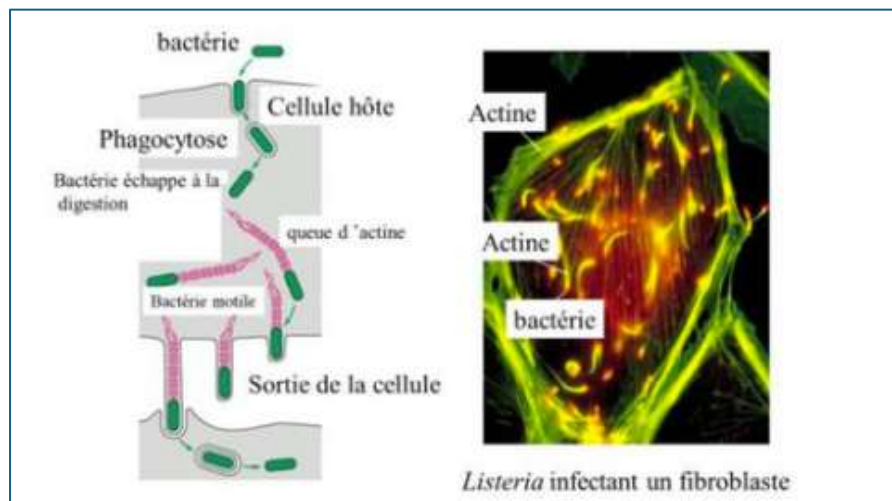 bactérie
Cellule hôte
Phagocytose
Bactérie échappe à la
digestion
queue d 'actine
Bactérie motile
Sortie de la cellule
Actine
Actine
bactérie
Listeria infectant un fibroblaste